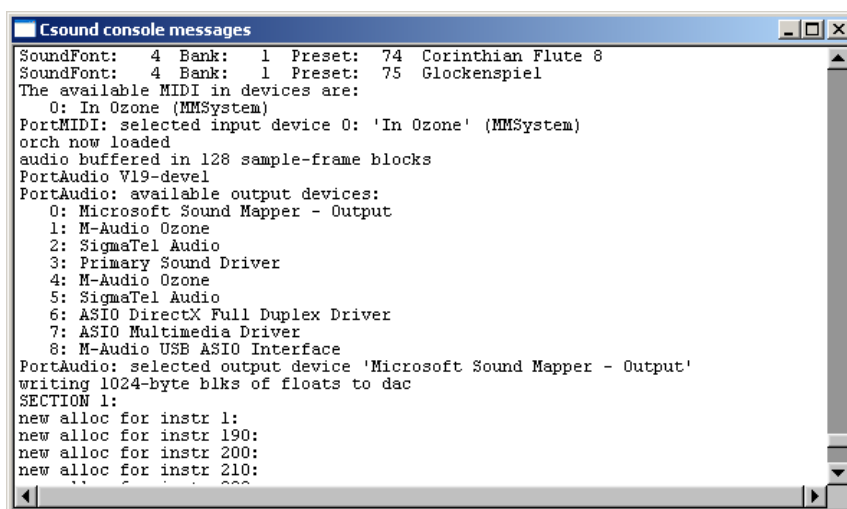 Csound console messages
SoundFont: 4 Bank: 1 Preset: 74 Corinthian Flute 8
SoundFont: 4 Bank: 1 Preset: 75 Glockenspiel
The available MIDI in devices are:
0: In Ozone (MMSystem)
PortMIDI: selected input device 0: 'In Ozone' (MMSystem)
orch now loaded
audio buffered in 128 sample-frame blocks
PortAudio V19-devel
PortAudio: available output devices:
0: Microsoft Sound Mapper - Output
1: M-Audio Ozone
2: SigmaTel Audio
3: Primary Sound Driver
4: M-Audio Ozone
5: SigmaTel Audio
6: ASIO DirectX Full Duplex Driver
7: ASIO Multimedia Driver
8: M-Audio USB ASIO Interface
PortAudio: selected output device 'Microsoft Sound Mapper - Output'
writing 1024-byte blks of floats to dac
SECTION 1:
new alloc for instr 1:
new alloc for instr 190:
new alloc for instr 200:
new alloc for instr 210: